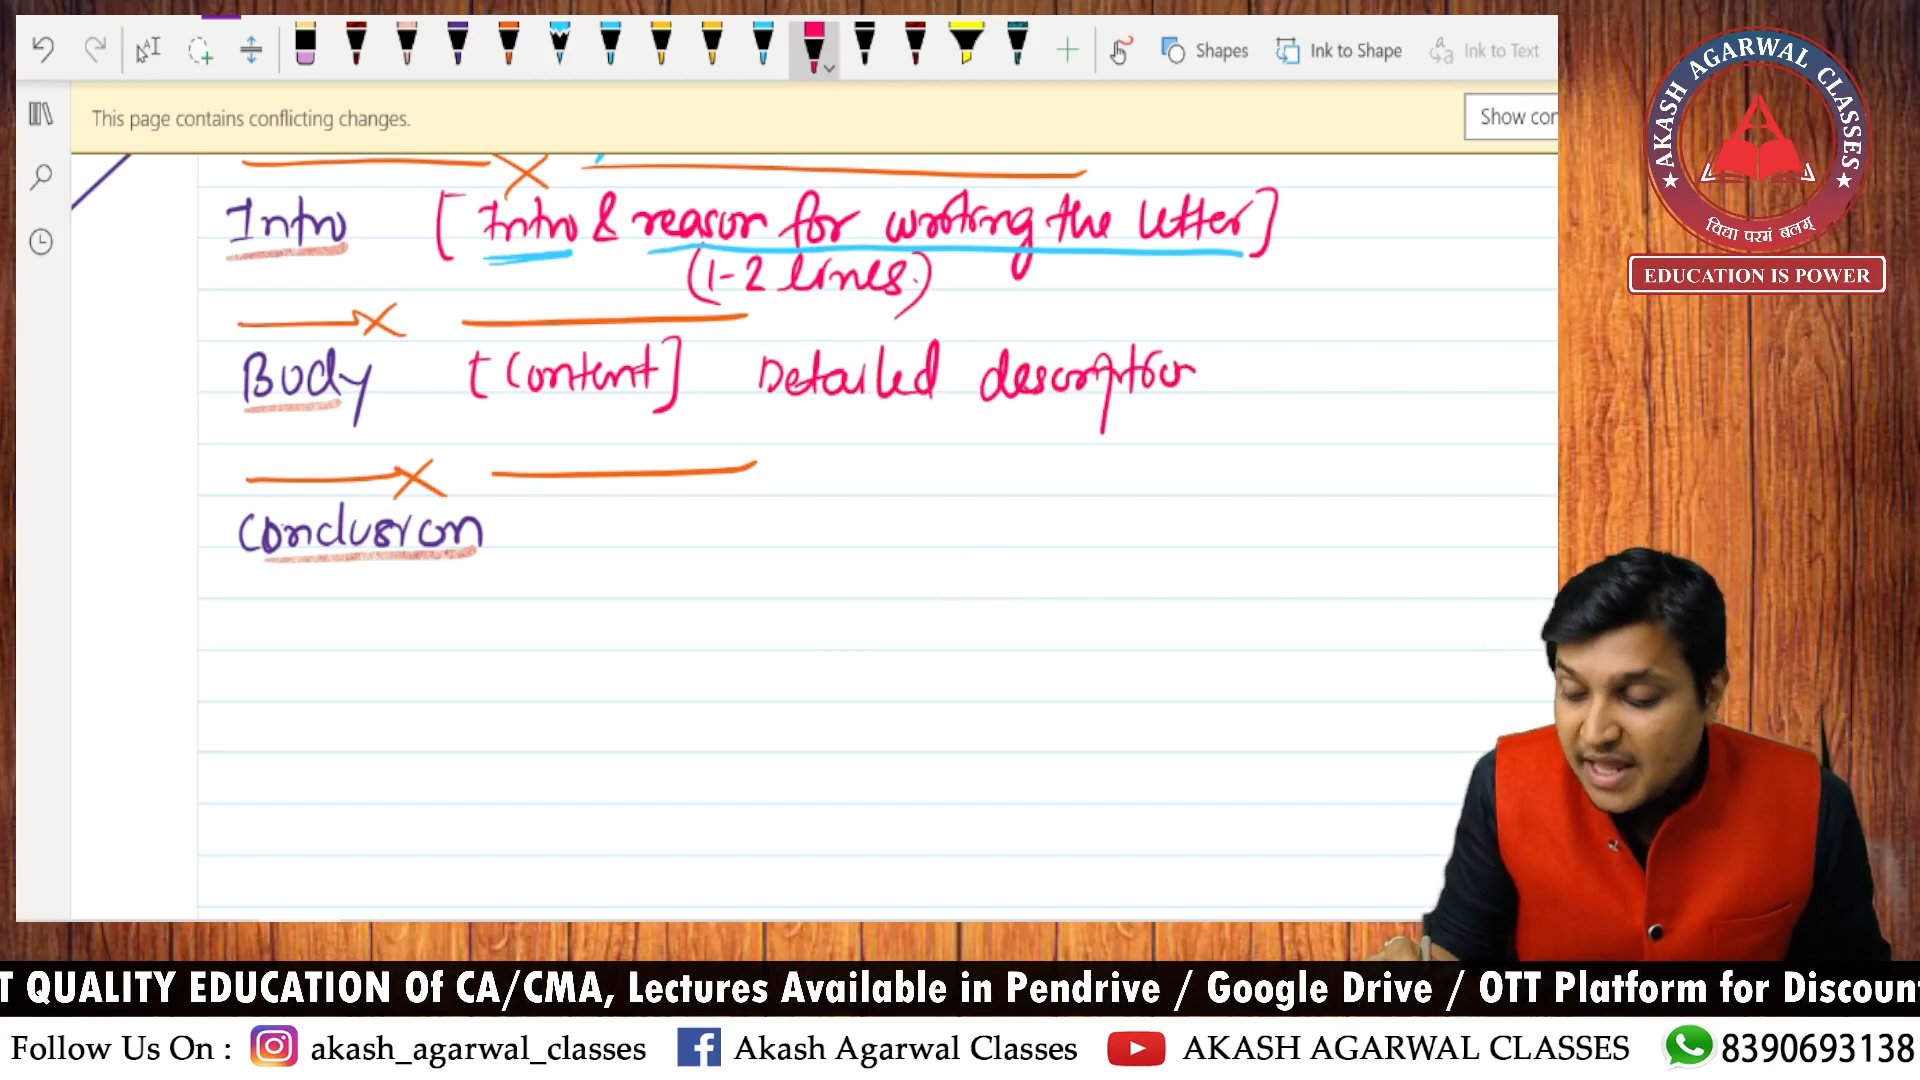 Shapes
Ink to Shape
Ink to Text
This page contains conflicting changes.
Show con
Intro [Intro & reason for writing the letter]
(1-2 lines.)
Body [Content] Detailed description
Conclusion
AKASH AGARWAL CLASSES
विद्या परमं बलम्
EDUCATION IS POWER
T QUALITY EDUCATION Of CA/CMA, Lectures Available in Pendrive / Google Drive / OTT Platform for Discoun
Follow Us On : akash_agarwal_classes Akash Agarwal Classes AKASH AGARWAL CLASSES 8390693138